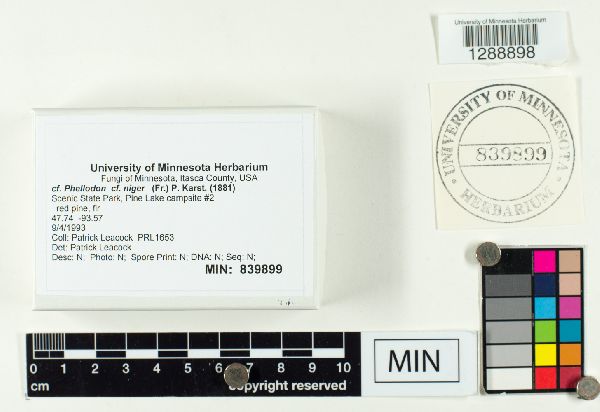 University of Minnesota Herbarium
1288898
UNIVERSITY OF MINNESOTA
839899
HERBARIUM
University of Minnesota Herbarium
Fungi of Minnesota, Itasca County, USA
cf. Phellodon cf. niger (Fr.) P. Karst. (1881)
Scenic State Park, Pine Lake campsite #2
red pine, fir
47.74 -93.57
9/4/1993
Coll: Patrick Leacock PRL1653
Det: Patrick Leacock
Desc: N; Photo: N; Spore Print: N; DNA: N; Seq: N;
MIN: 839899
0 1 2 3 4 5 6 7 8 9 10
cm copyright reserved
MIN